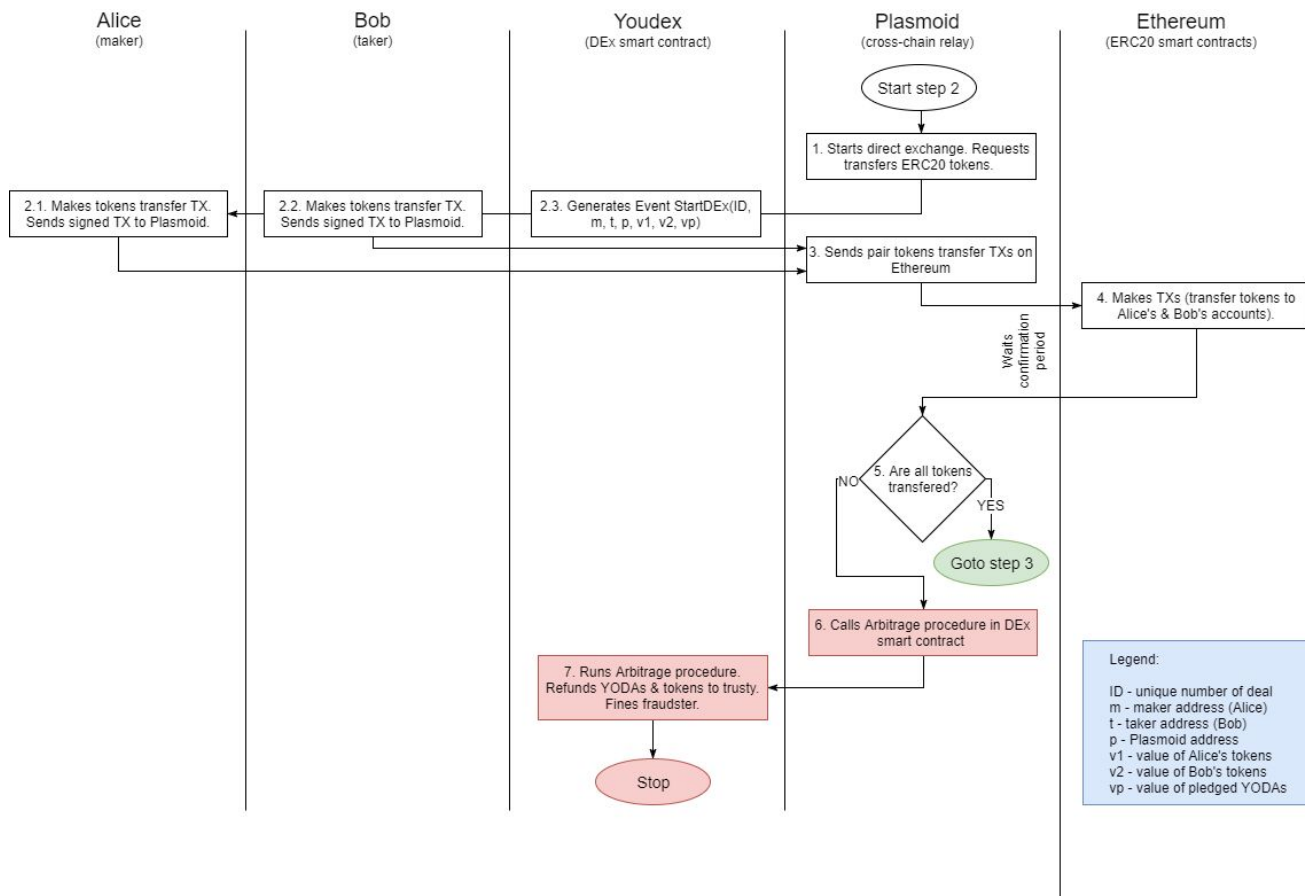 Alice
(maker)
Bob
(taker)
Youdex
(DEx smart contract)
Plasmoid
(cross-chain relay)
Ethereum
(ERC20 smart contracts)
Start step 2
1. Starts direct exchange. Requests
transfers ERC20 tokens.
2.1. Makes tokens transfer TX.
Sends signed TX to Plasmoid.
2.2. Makes tokens transfer TX.
Sends signed TX to Plasmoid.
2.3. Generates Event StartDEx(ID,
m, t, p, v1, v2, vp)
3. Sends pair tokens transfer TXs on
Ethereum
4. Makes TXs (transfer tokens to
Alice's & Bob's accounts).
Waits
confirmation
period
5. Are all tokens
transfered?
NO
YES
Goto step 3
6. Calls Arbitrage procedure in DEx
smart contract
7. Runs Arbitrage procedure.
Refunds YODAs & tokens to trusty.
Fines fraudster.
Stop
Legend:
ID - unique number of deal
m - maker address (Alice)
t - taker address (Bob)
p - Plasmoid address
v1 - value of Alice's tokens
v2 - value of Bob's tokens
vp - value of pledged YODAs